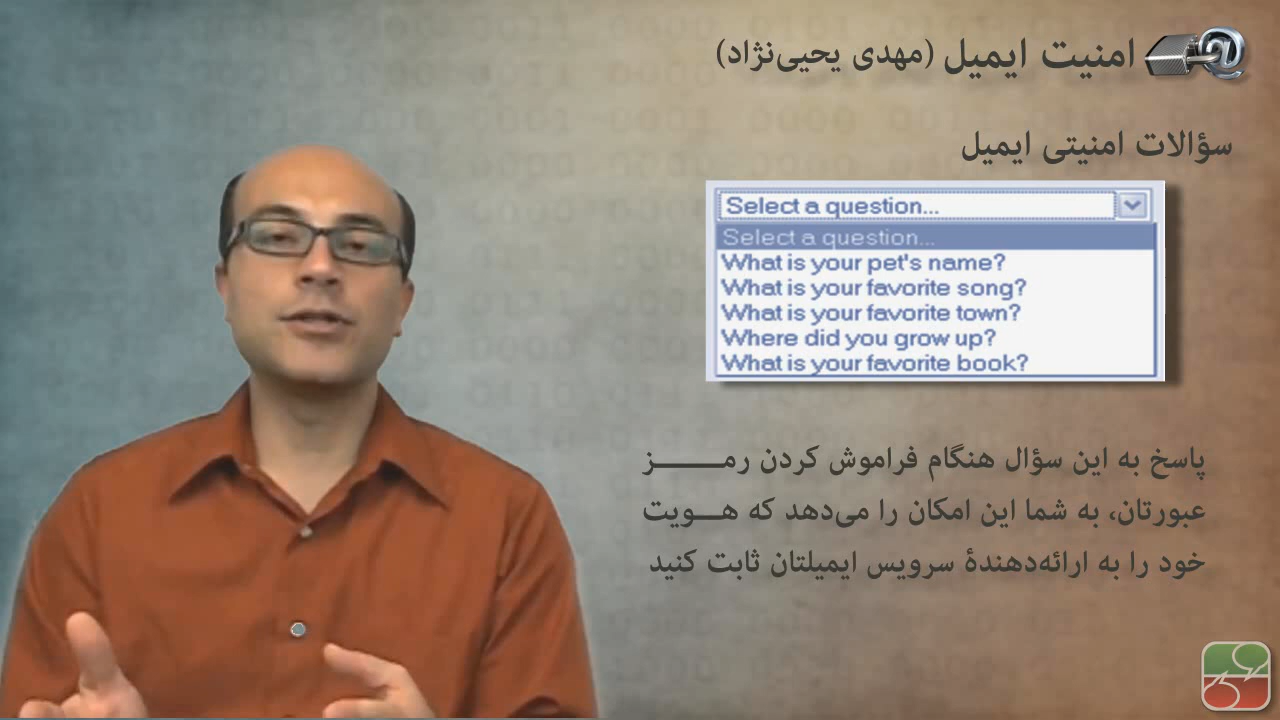 امنیت ایمیل (مهدی یحیی‌نژاد)
سؤالات امنیتی ایمیل
Select a question...
Select a question...
What is your pet's name?
What is your favorite song?
What is your favorite town?
Where did you grow up?
What is your favorite book?
پاسخ به این سؤال هنگام فراموش کردن رمز
عبورتان، به شما این امکان را می‌دهد که هویت
خود را به ارائه‌دهندهٔ سرویس ایمیلتان ثابت کنید